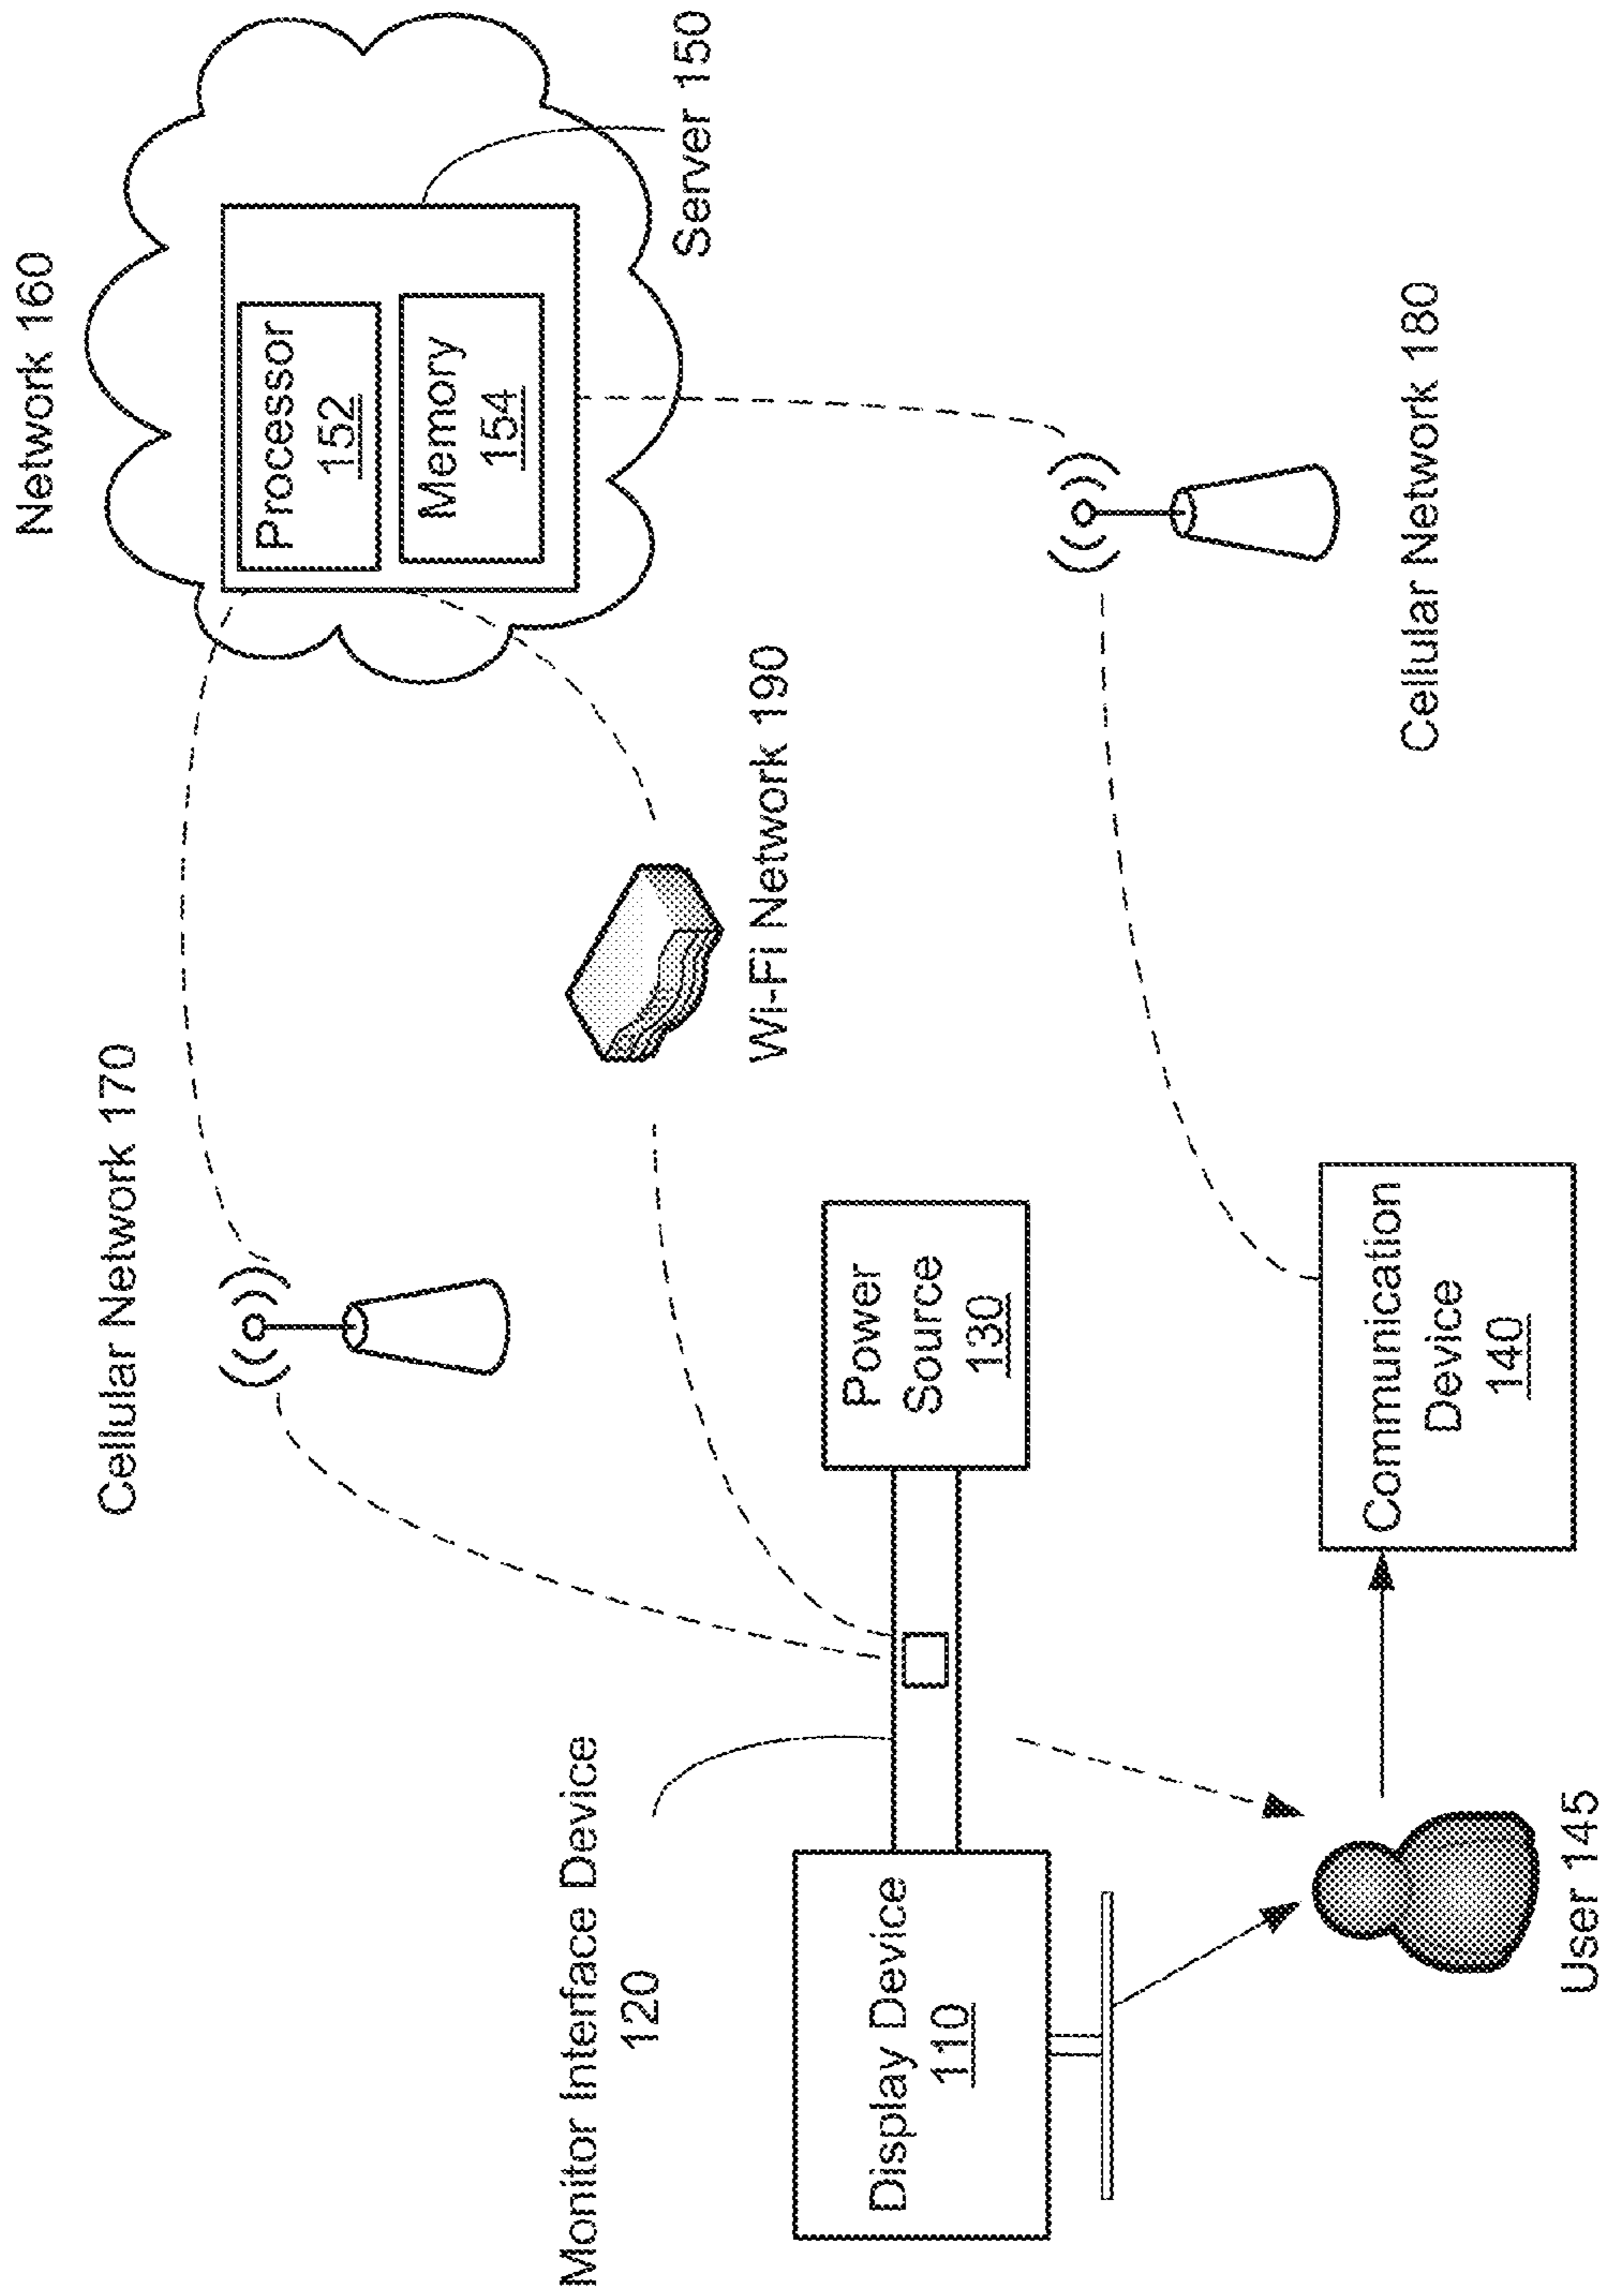 Network 160
Processor
152
Memory
154
Server 150
Cellular Network 170
Wi-Fi Network 190
Cellular Network 180
Monitor Interface Device
120
Power
Source
130
Display Device
110
Communication
Device
140
User 145